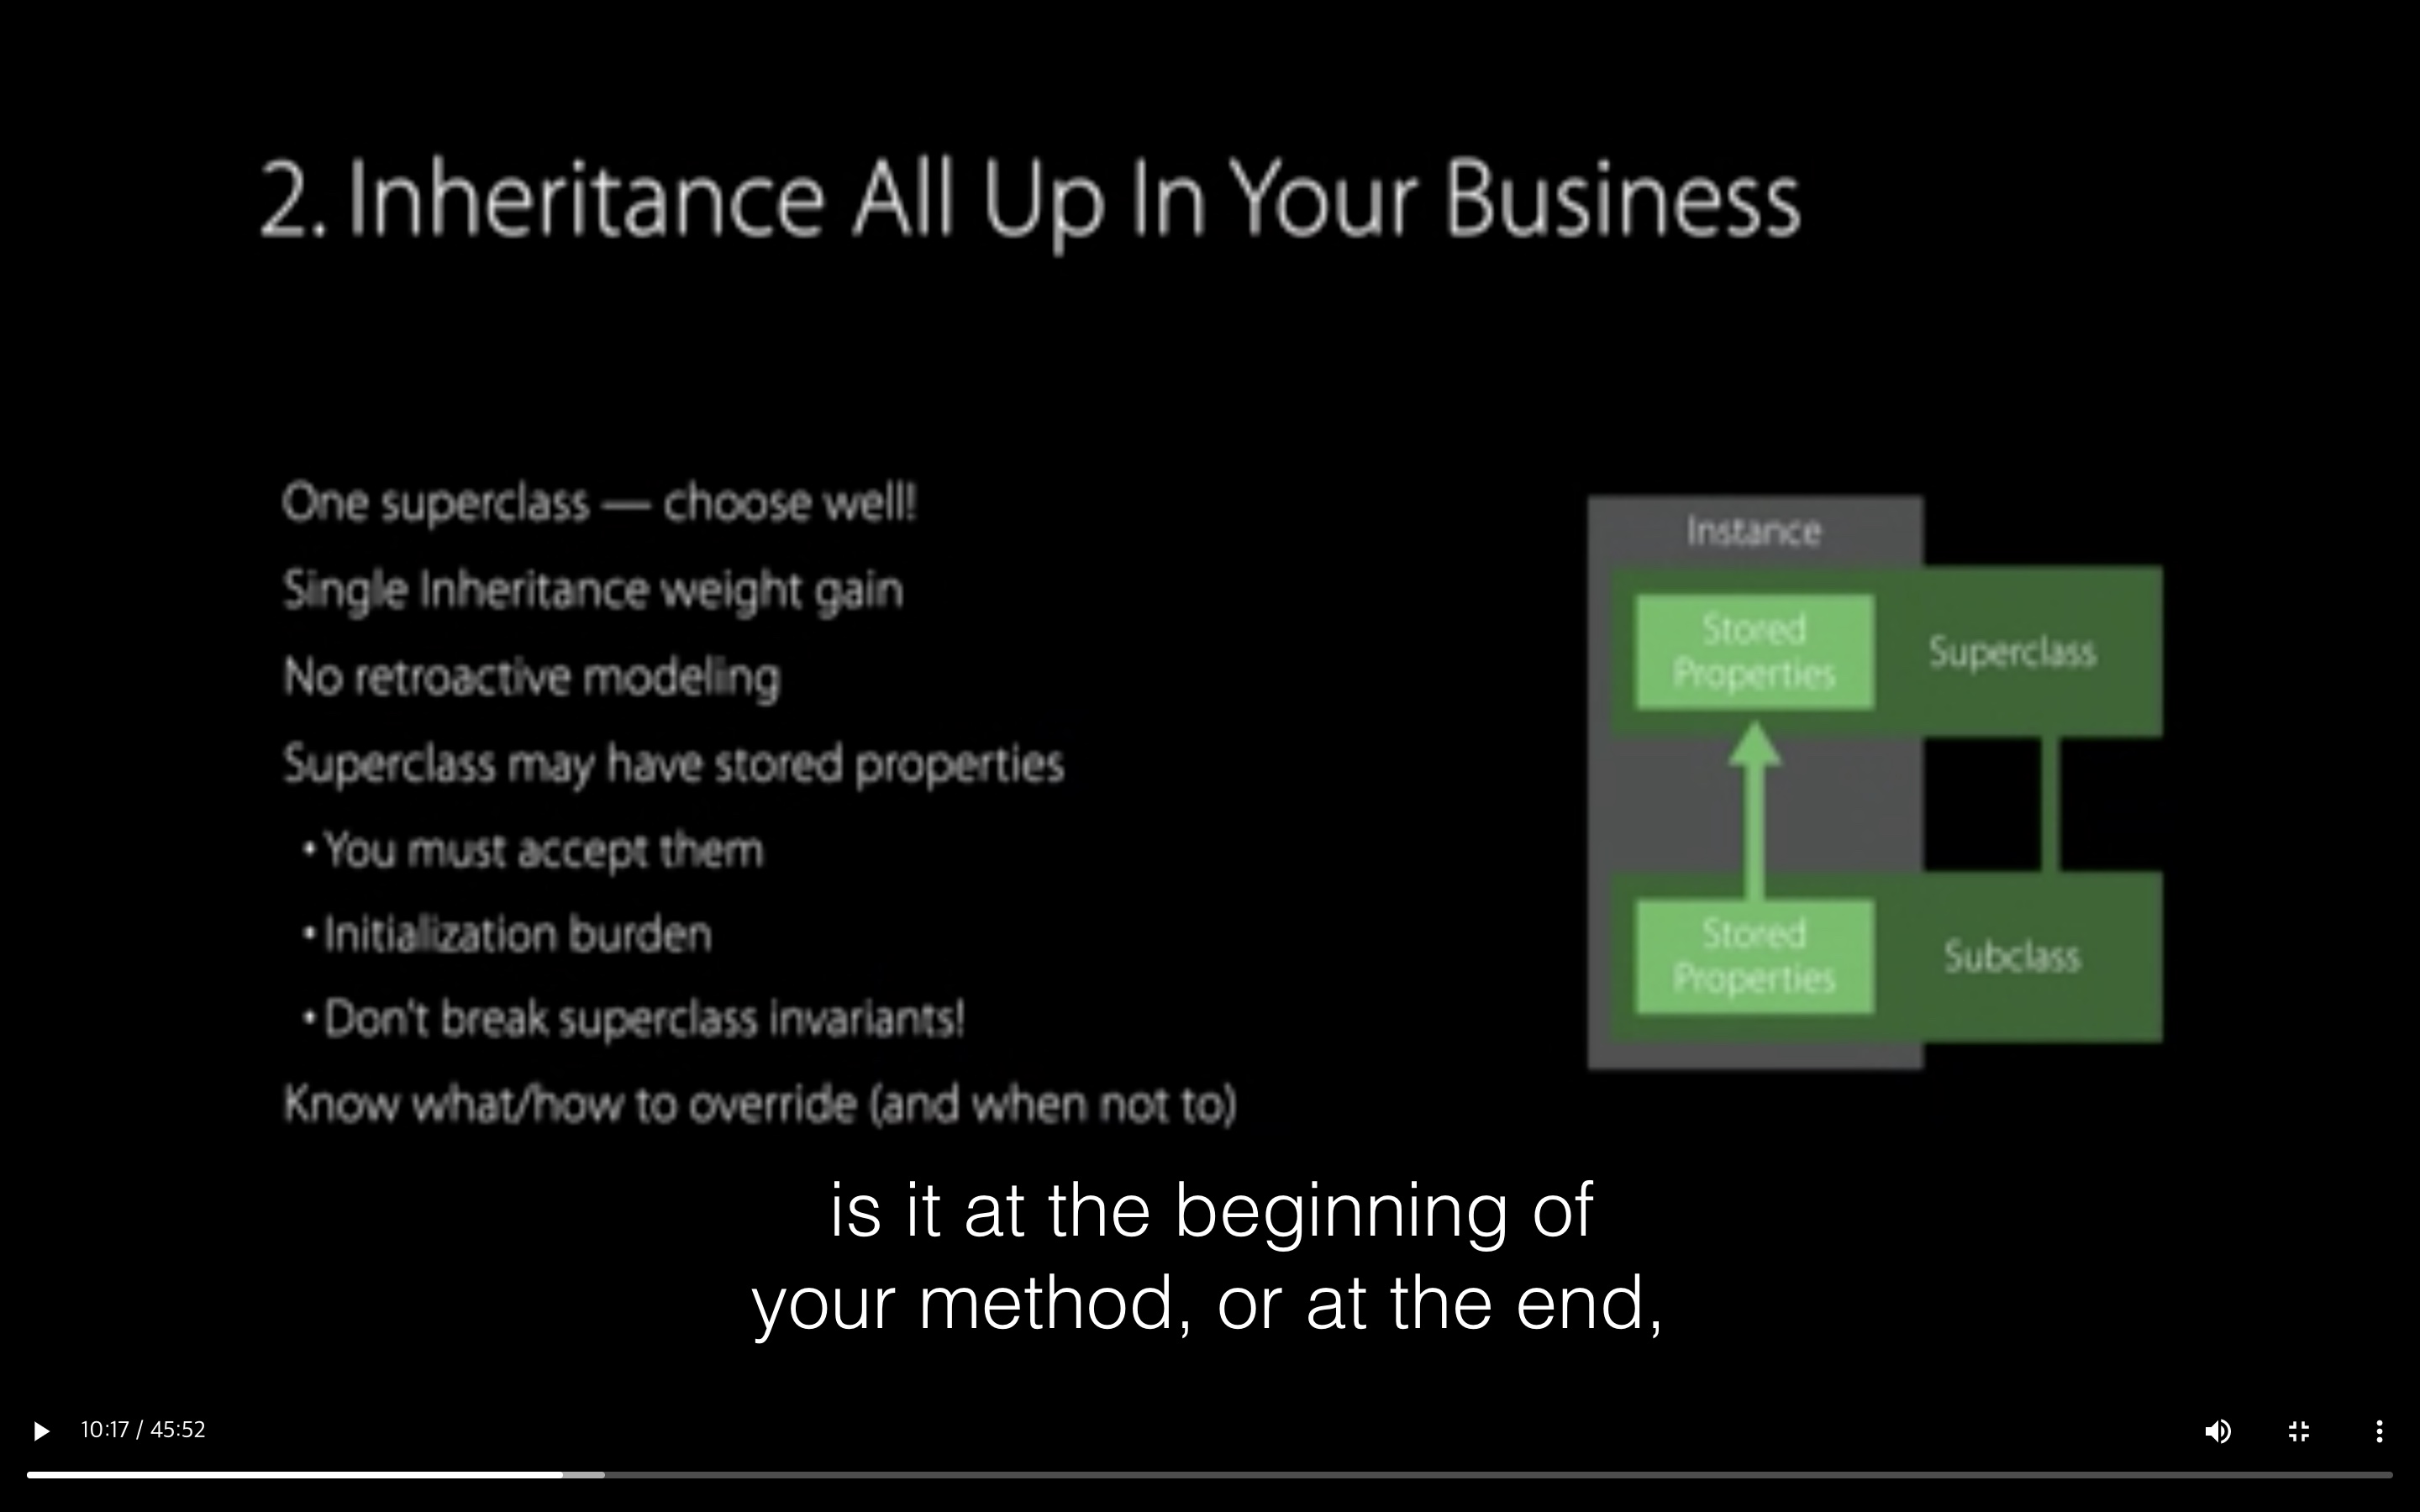 2. Inheritance All Up In Your Business
One superclass — choose well!
Single Inheritance weight gain
No retroactive modeling
Superclass may have stored properties
• You must accept them
• Initialization burden
• Don't break superclass invariants!
Know what/how to override (and when not to)
Instance
Stored
Properties
Superclass
Stored
Properties
Subclass
is it at the beginning of
your method, or at the end,
10:17 / 45:52